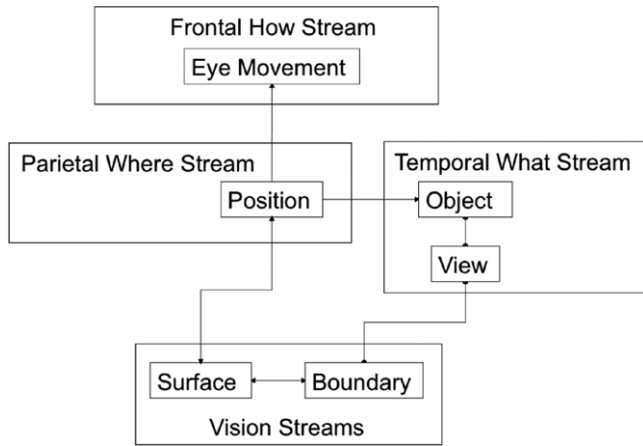 Frontal How Stream
Eye Movement
Parietal Where Stream
Position
Temporal What Stream
Object
View
Surface
Boundary
Vision Streams